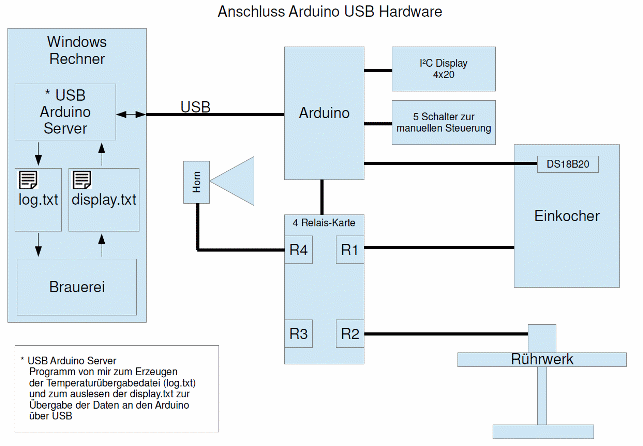 Anschluss Arduino USB Hardware
Windows
Rechner
* USB
Arduino
Server
USB
log.txt
display.txt
Brauerei
Arduino
I²C Display
4x20
5 Schalter zur
manuellen Steuerung
DS18B20
Einkocher
Horn
4 Relais-Karte
R4
R1
R3
R2
Rührwerk
* USB Arduino Server
Programm von mir zum Erzeugen
der Temperaturübergabedatei (log.txt)
und zum auslesen der display.txt zur
Übergabe der Daten an den Arduino
über USB